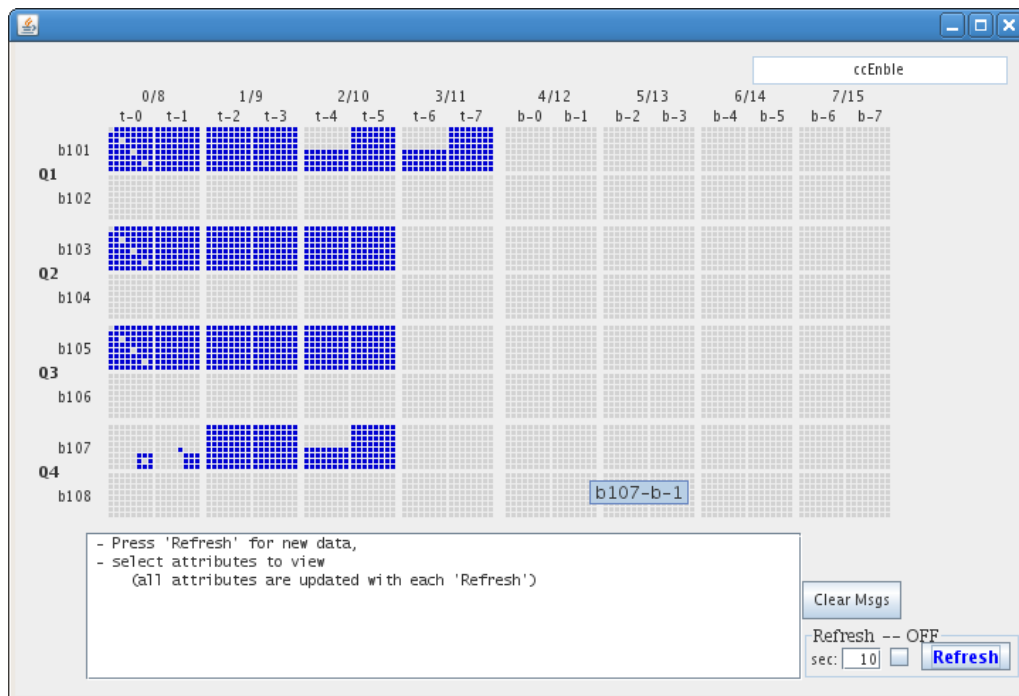 ccEnble
0/8 1/9 2/10 3/11 4/12 5/13 6/14 7/15
t-0 t-1 t-2 t-3 t-4 t-5 t-6 t-7 b-0 b-1 b-2 b-3 b-4 b-5 b-6 b-7
b101
Q1
b102
b103
Q2
b104
b105
Q3
b106
b107
Q4
b108
b107-b-1
- Press 'Refresh' for new data,
- select attributes to view
(all attributes are updated with each 'Refresh')
Clear Msgs
Refresh -- OFF
sec: 10 Refresh